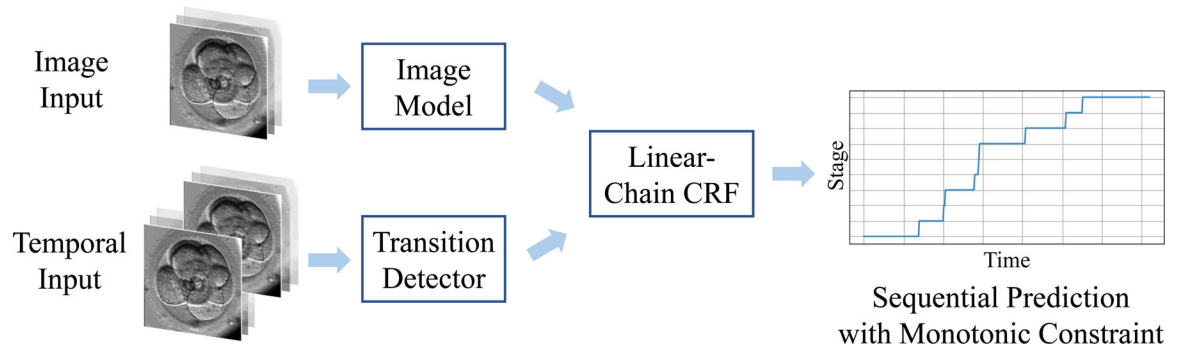 Image
Input
Image
Model
Temporal
Input
Transition
Detector
Linear-
Chain CRF
Stage
Time
Sequential Prediction
with Monotonic Constraint